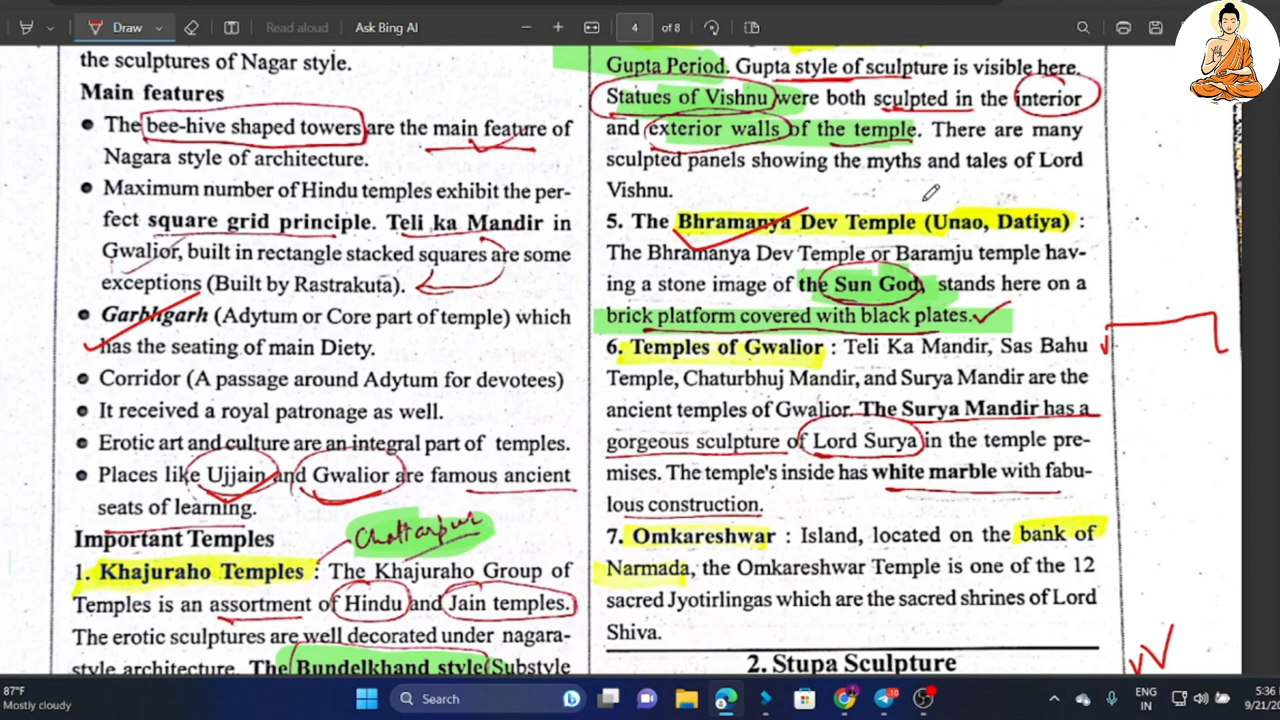 Draw
Read aloud
Ask Bing AI
4 of 8
the sculptures of Nagar style.
Main features
● The bee-hive shaped towers are the main feature of
Nagara style of architecture.
● Maximum number of Hindu temples exhibit the per-
fect square grid principle. Teli ka Mandir in
Gwalior, built in rectangle stacked squares are some
exceptions (Built by Rastrakuta).
● Garbhgarh (Adytum or Core part of temple) which
has the seating of main Diety.
● Corridor (A passage around Adytum for devotees)
● It received a royal patronage as well.
● Erotic art and culture are an integral part of temples.
● Places like Ujjain and Gwalior are famous ancient
seats of learning.
Chattarpur
Important Temples
1. Khajuraho Temples : The Khajuraho Group of
Temples is an assortment of Hindu and Jain temples.
The erotic sculptures are well decorated under nagara-
style architecture. The Bundelkhand style (Substyle
Gupta Period. Gupta style of sculpture is visible here.
Statues of Vishnu were both sculpted in the interior
and exterior walls of the temple. There are many
sculpted panels showing the myths and tales of Lord
Vishnu.
5. The Bhramanya Dev Temple (Unao, Datiya) :
The Bhramanya Dev Temple or Baramju temple hav-
ing a stone image of the Sun God, stands here on a
brick platform covered with black plates.
6. Temples of Gwalior : Teli Ka Mandir, Sas Bahu
Temple, Chaturbhuj Mandir, and Surya Mandir are the
ancient temples of Gwalior. The Surya Mandir has a
gorgeous sculpture of Lord Surya in the temple pre-
mises. The temple's inside has white marble with fabu-
lous construction.
7. Omkareshwar : Island, located on the bank of
Narmada, the Omkareshwar Temple is one of the 12
sacred Jyotirlingas which are the sacred shrines of Lord
Shiva.
2. Stupa Sculpture
87°F
Mostly cloudy
Search
ENG
IN
5:36
9/21/20